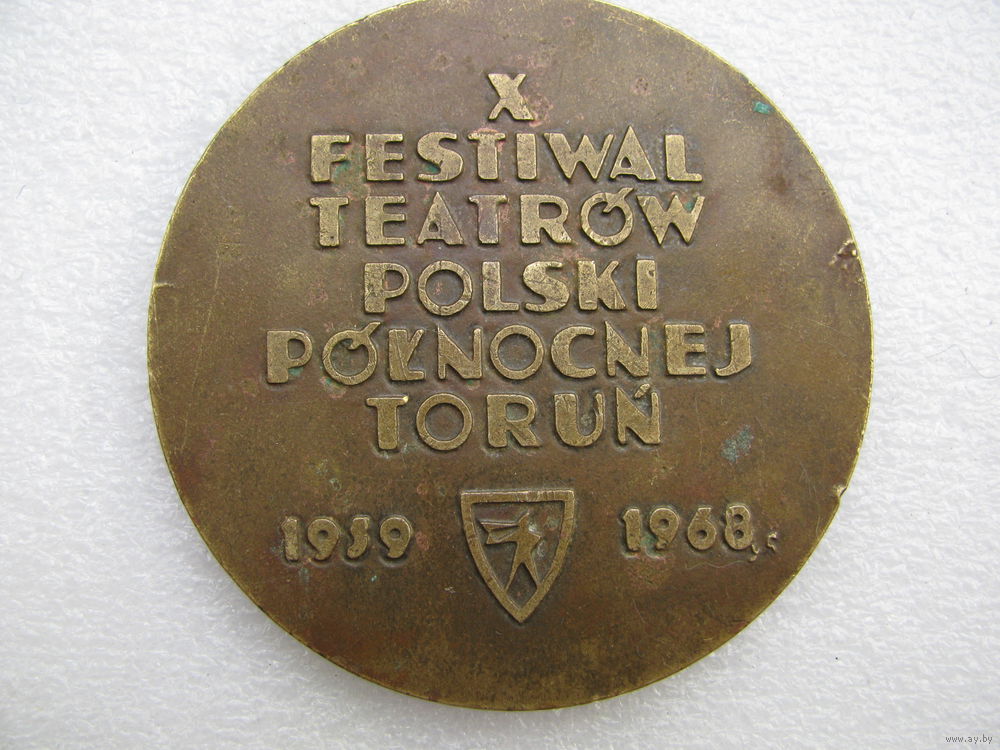 X
FESTIWAL
TEATRÓW
POLSKI
PÓŁNOCNEJ
TORUŃ
1959 1968
www.ay.by